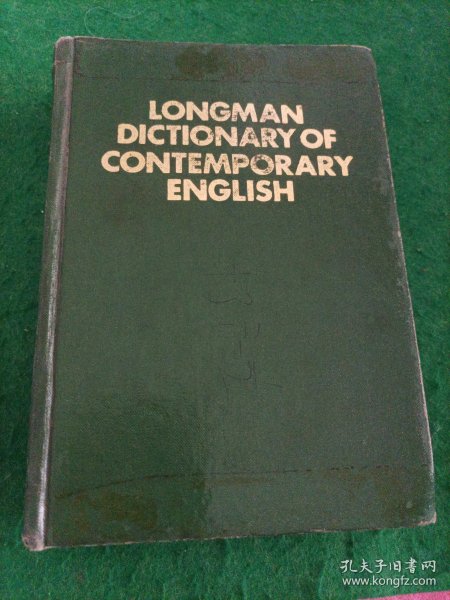 LONGMAN
DICTIONARY OF
CONTEMPORARY
ENGLISH
孔夫子旧书网
www.kongfz.com